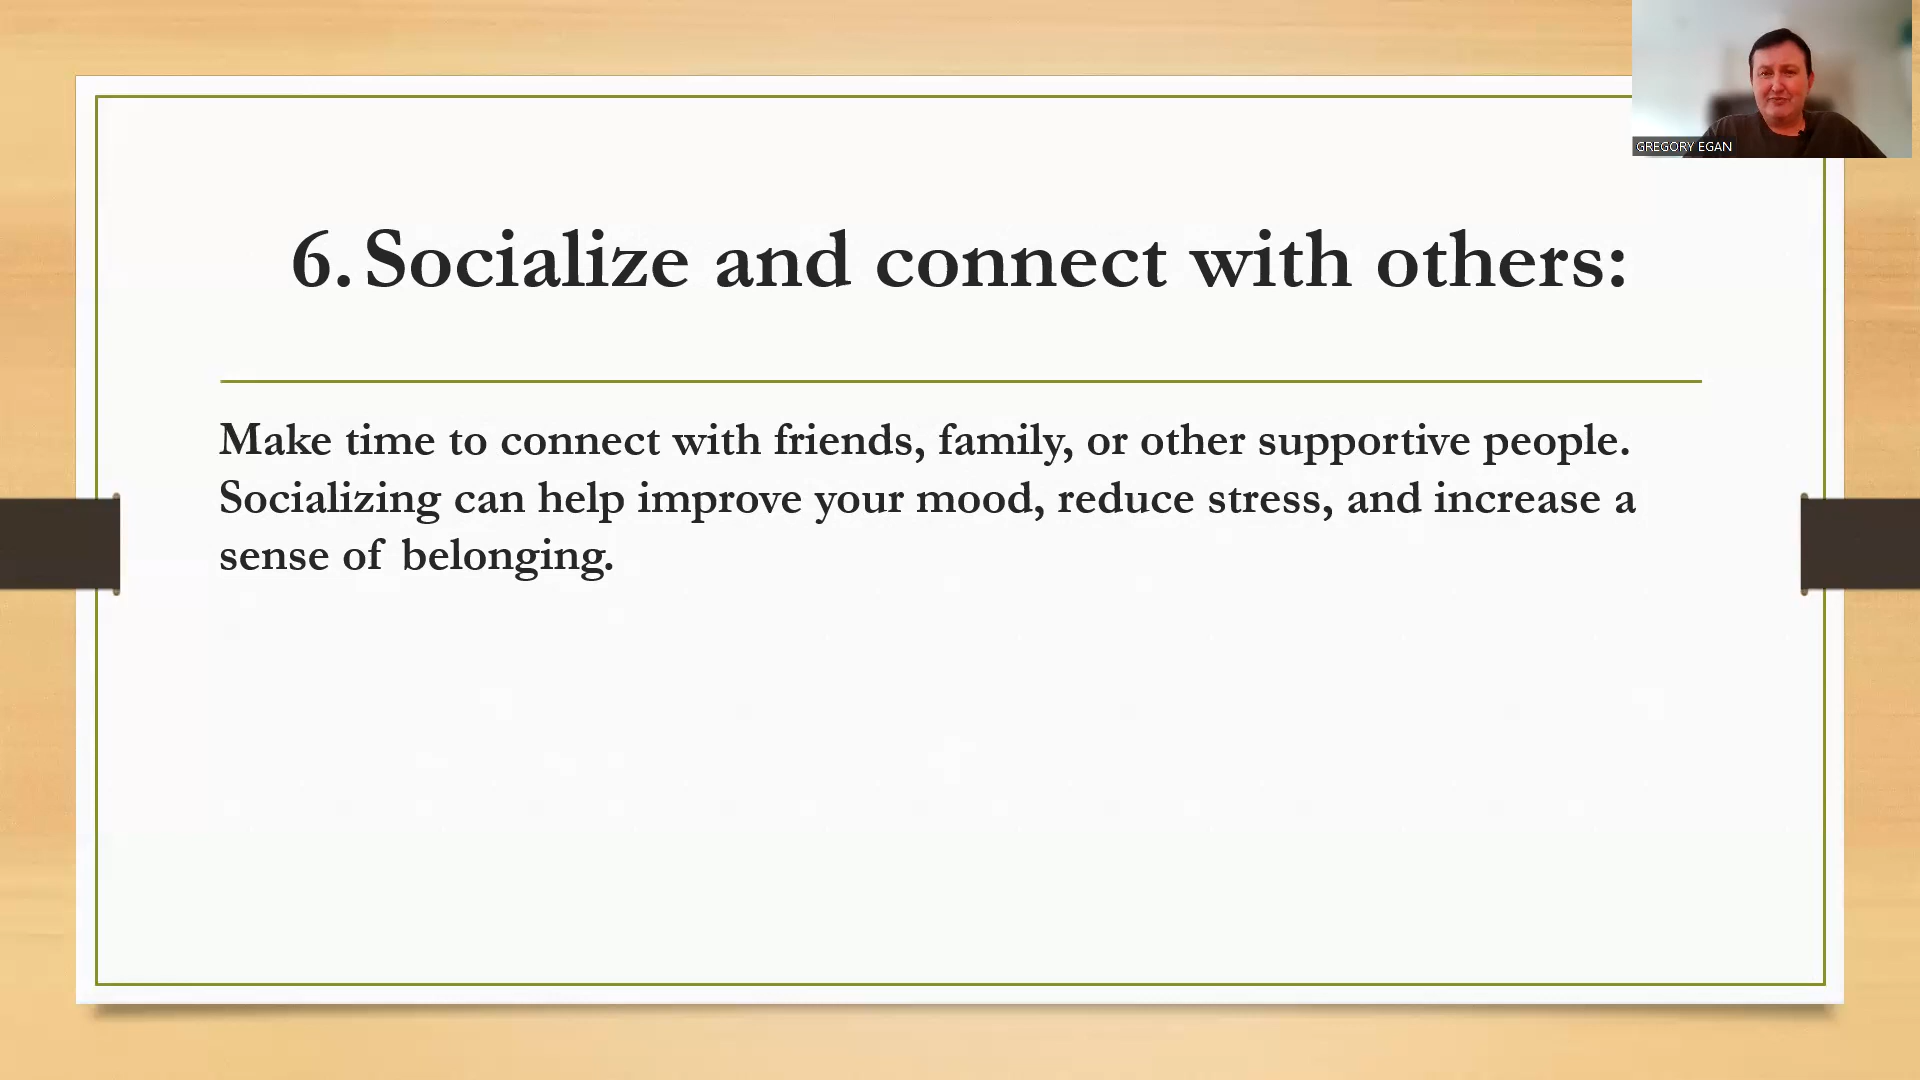 GREGORY EGAN
6. Socialize and connect with others:
Make time to connect with friends, family, or other supportive people.
Socializing can help improve your mood, reduce stress, and increase a
sense of belonging.